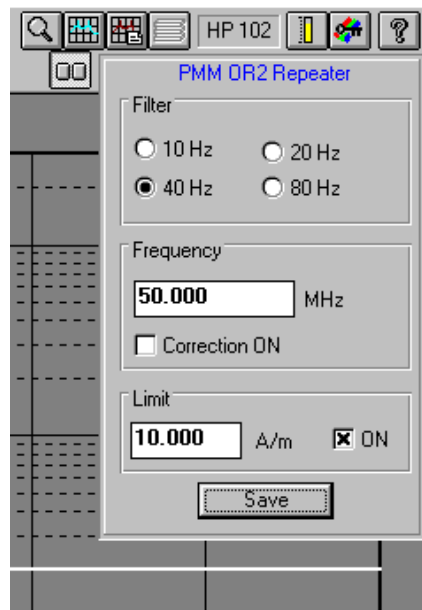 HP 102
PMM OR2 Repeater
Filter
10 Hz 20 Hz
40 Hz 80 Hz
Frequency
50.000 MHz
Correction ON
Limit
10.000 A/m ON
Save